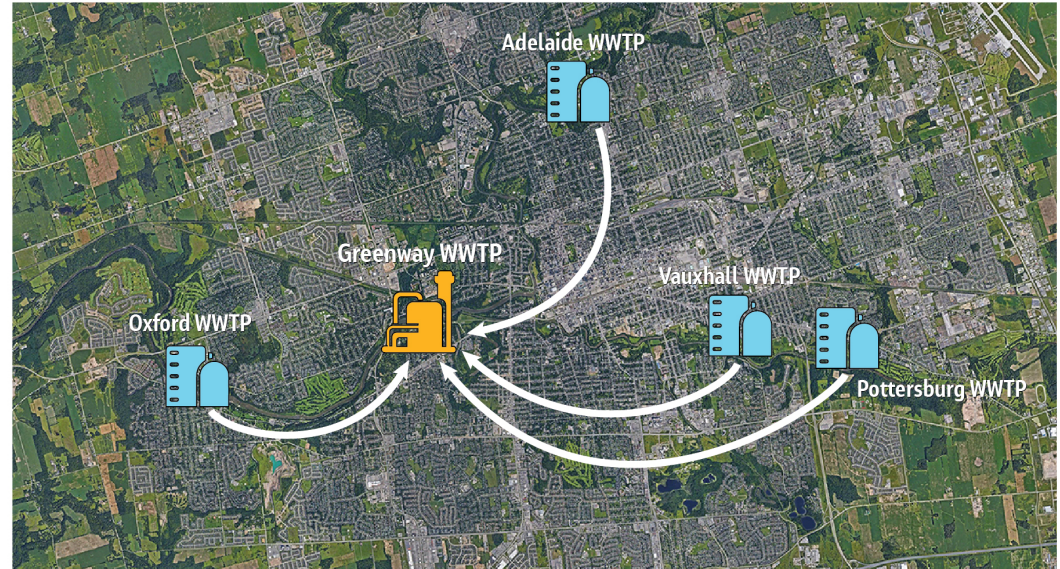 Adelaide WWTP
Greenway WWTP
Vauxhall WWTP
Oxford WWTP
Pottersburg WWTP